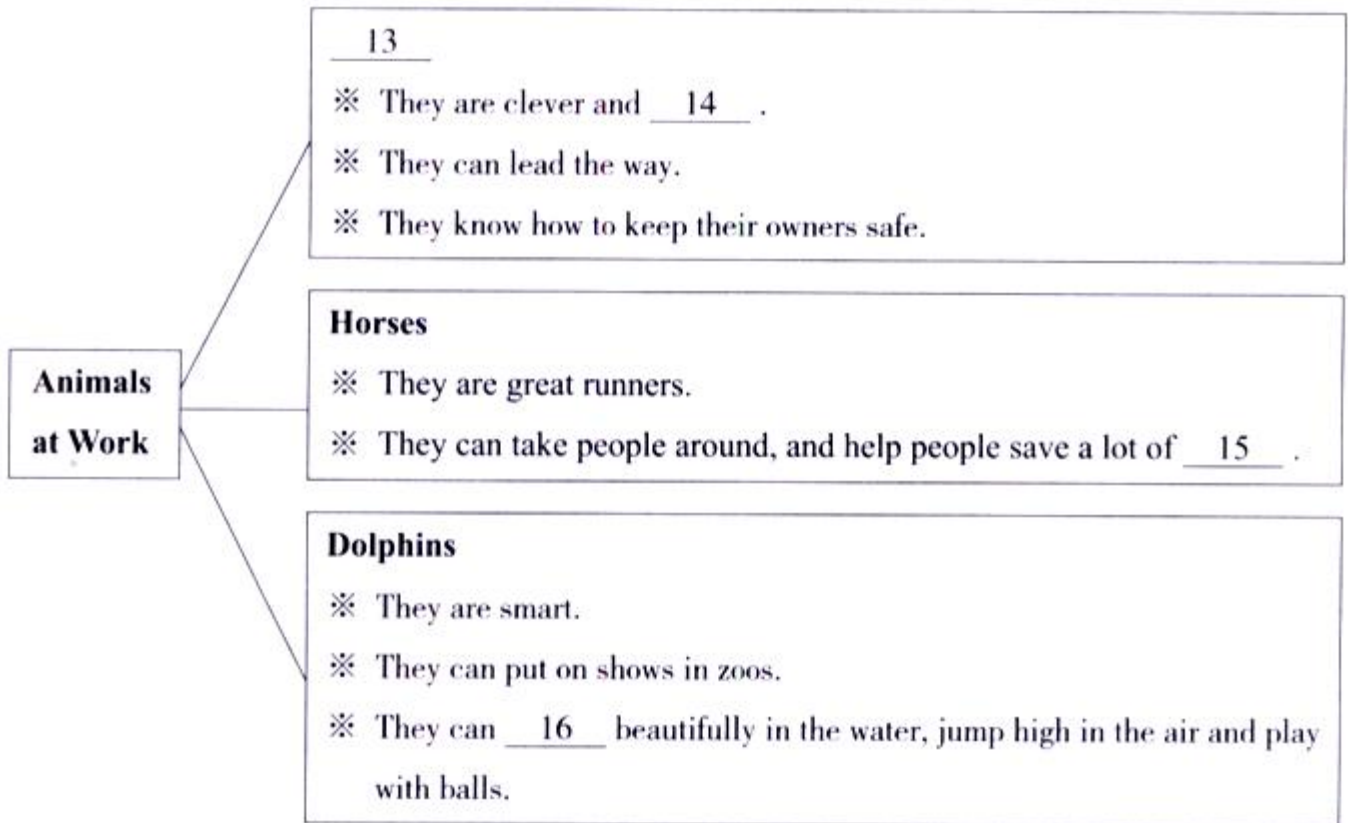 13
※ They are clever and 14 .
※ They can lead the way.
※ They know how to keep their owners safe.
Animals
at Work
Horses
※ They are great runners.
※ They can take people around, and help people save a lot of 15 .
Dolphins
※ They are smart.
※ They can put on shows in zoos.
※ They can 16 beautifully in the water, jump high in the air and play
with balls.